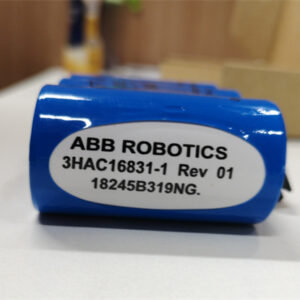 ABB ROBOTICS
3HAC16831-1 Rev 01
18245B319NG.